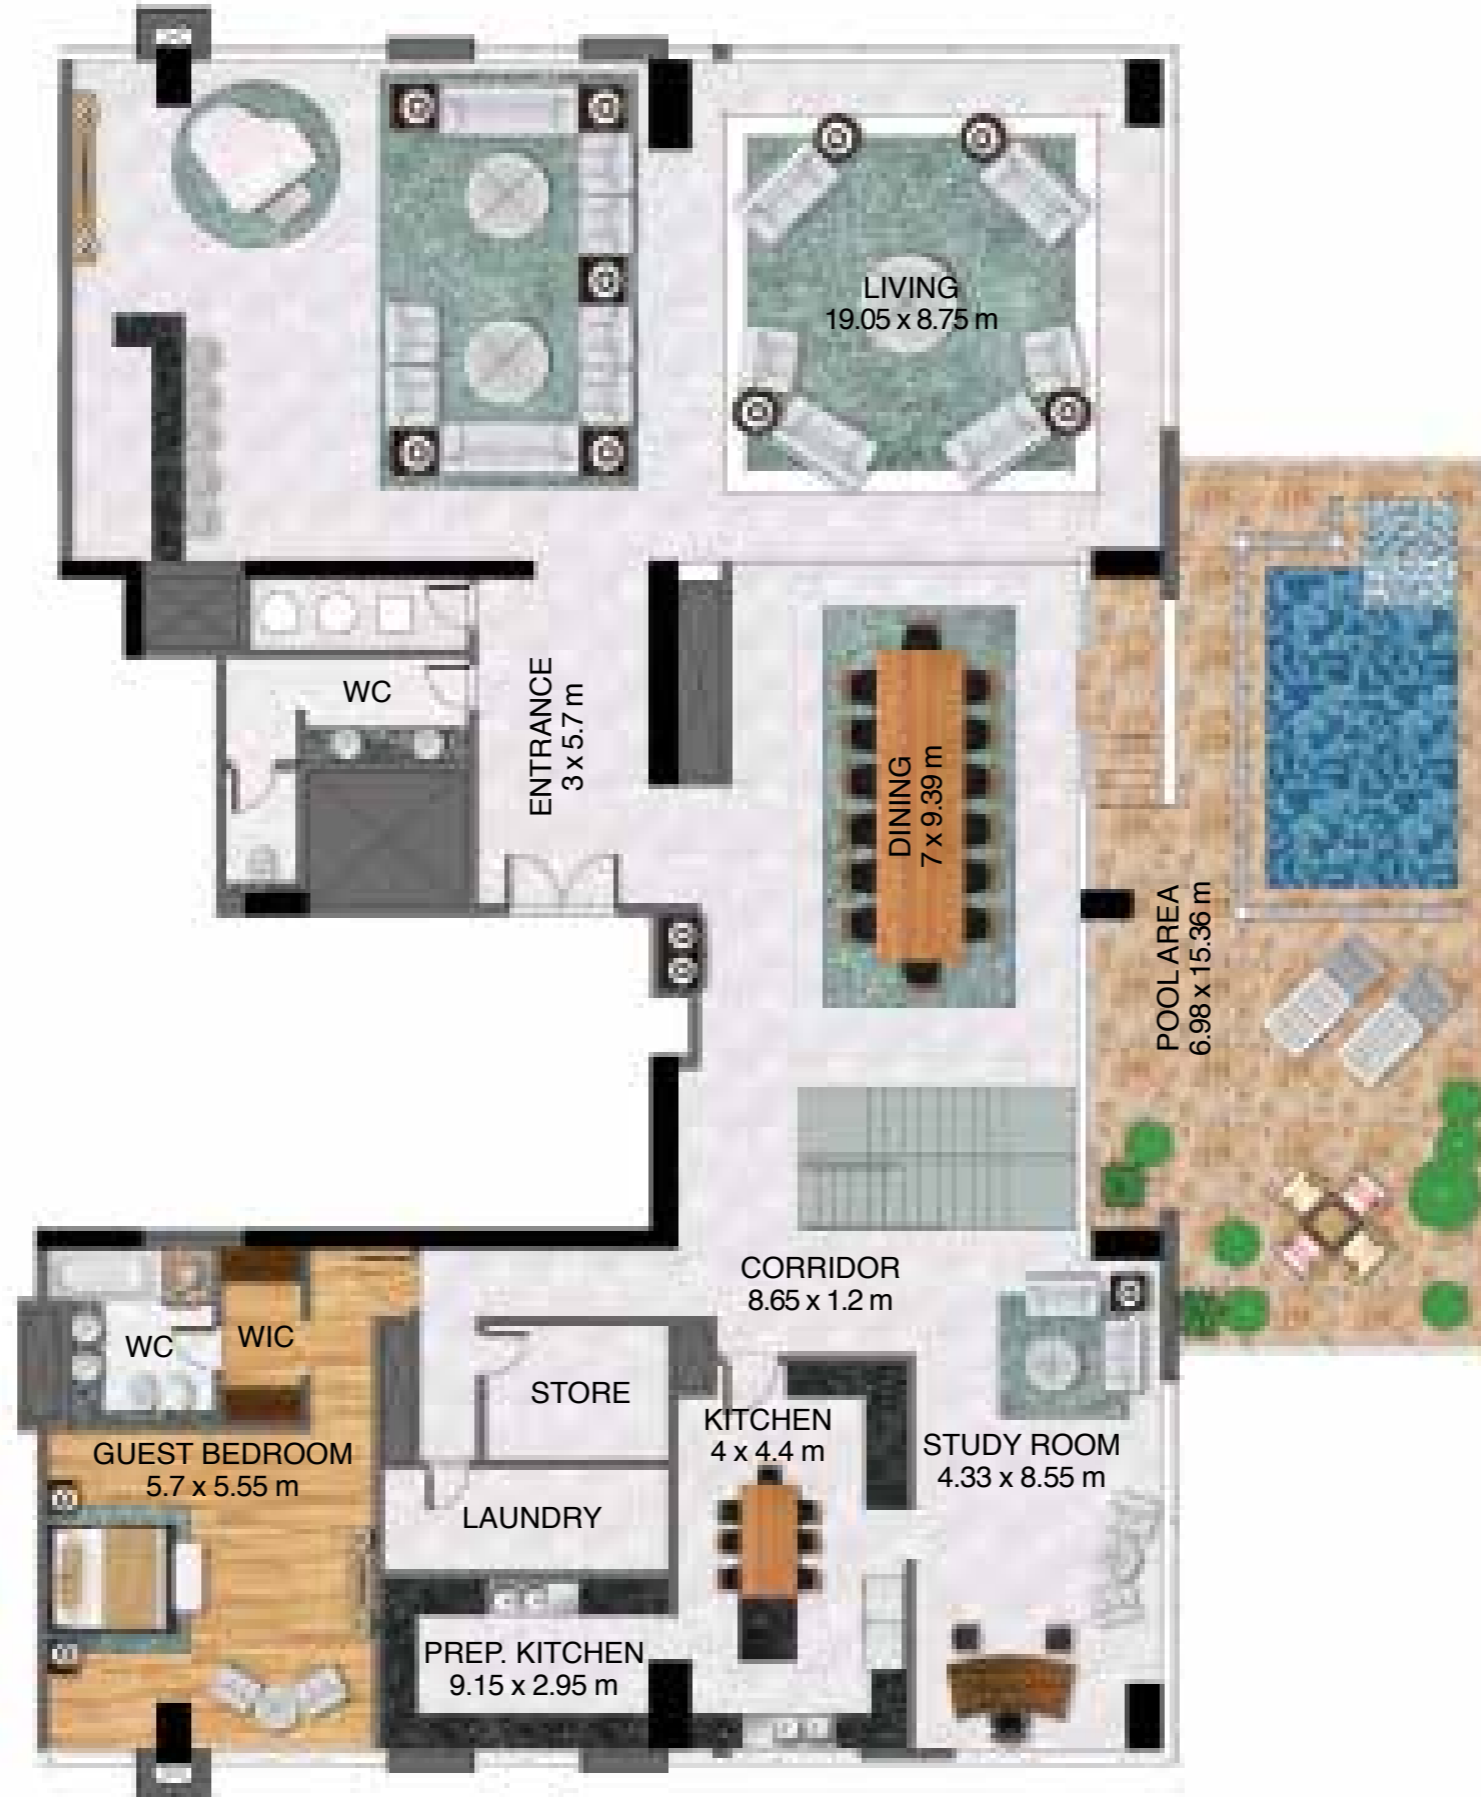 LIVING
19.05 x 8.75 m
WC
ENTRANCE
3 x 5.7 m
DINING
7 x 9.39 m
POOL AREA
6.98 x 15.36 m
CORRIDOR
8.65 x 1.2 m
WC
WIC
STORE
KITCHEN
4 x 4.4 m
STUDY ROOM
4.33 x 8.55 m
GUEST BEDROOM
5.7 x 5.55 m
LAUNDRY
PREP. KITCHEN
9.15 x 2.95 m